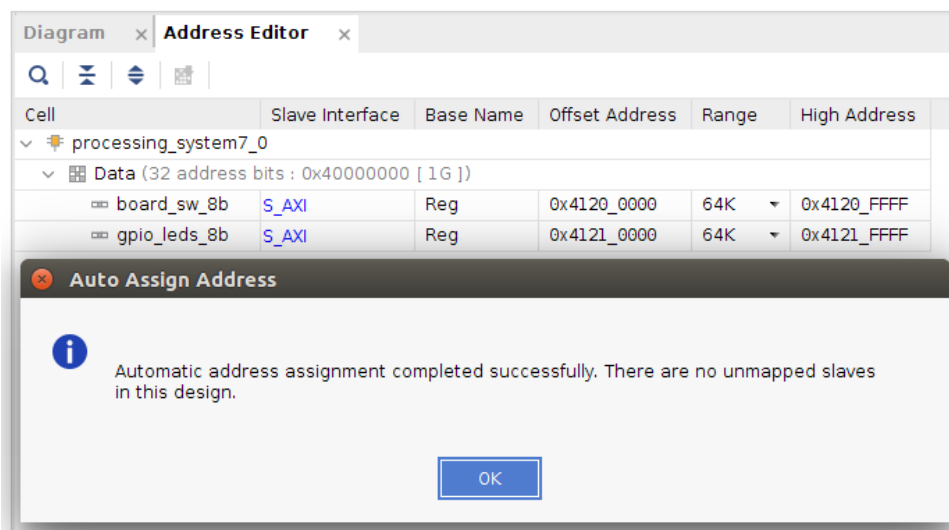 Diagram × Address Editor ×
Cell Slave Interface Base Name Offset Address Range High Address
processing_system7_0
Data (32 address bits : 0x40000000 [ 1G ])
board_sw_8b S_AXI Reg 0x4120_0000 64K 0x4120_FFFF
gpio_leds_8b S_AXI Reg 0x4121_0000 64K 0x4121_FFFF
Auto Assign Address
Automatic address assignment completed successfully. There are no unmapped slaves
in this design.
OK